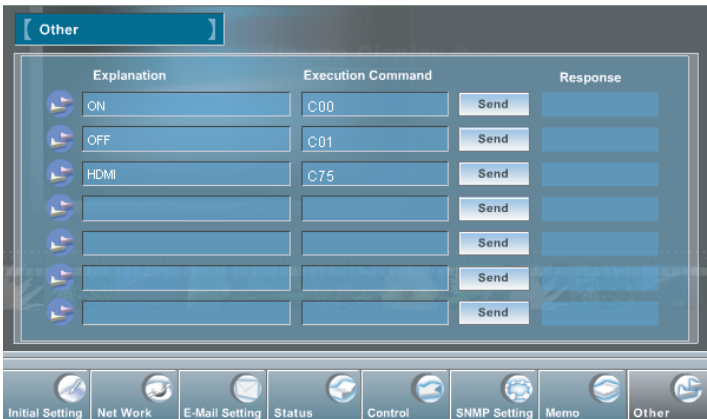 Other
Explanation Execution Command Response
ON C00 Send
OFF C01 Send
HDMI C75 Send
Send
Send
Send
Send
Initial Setting Net Work E-Mail Setting Status Control SNMP Setting Memo Other